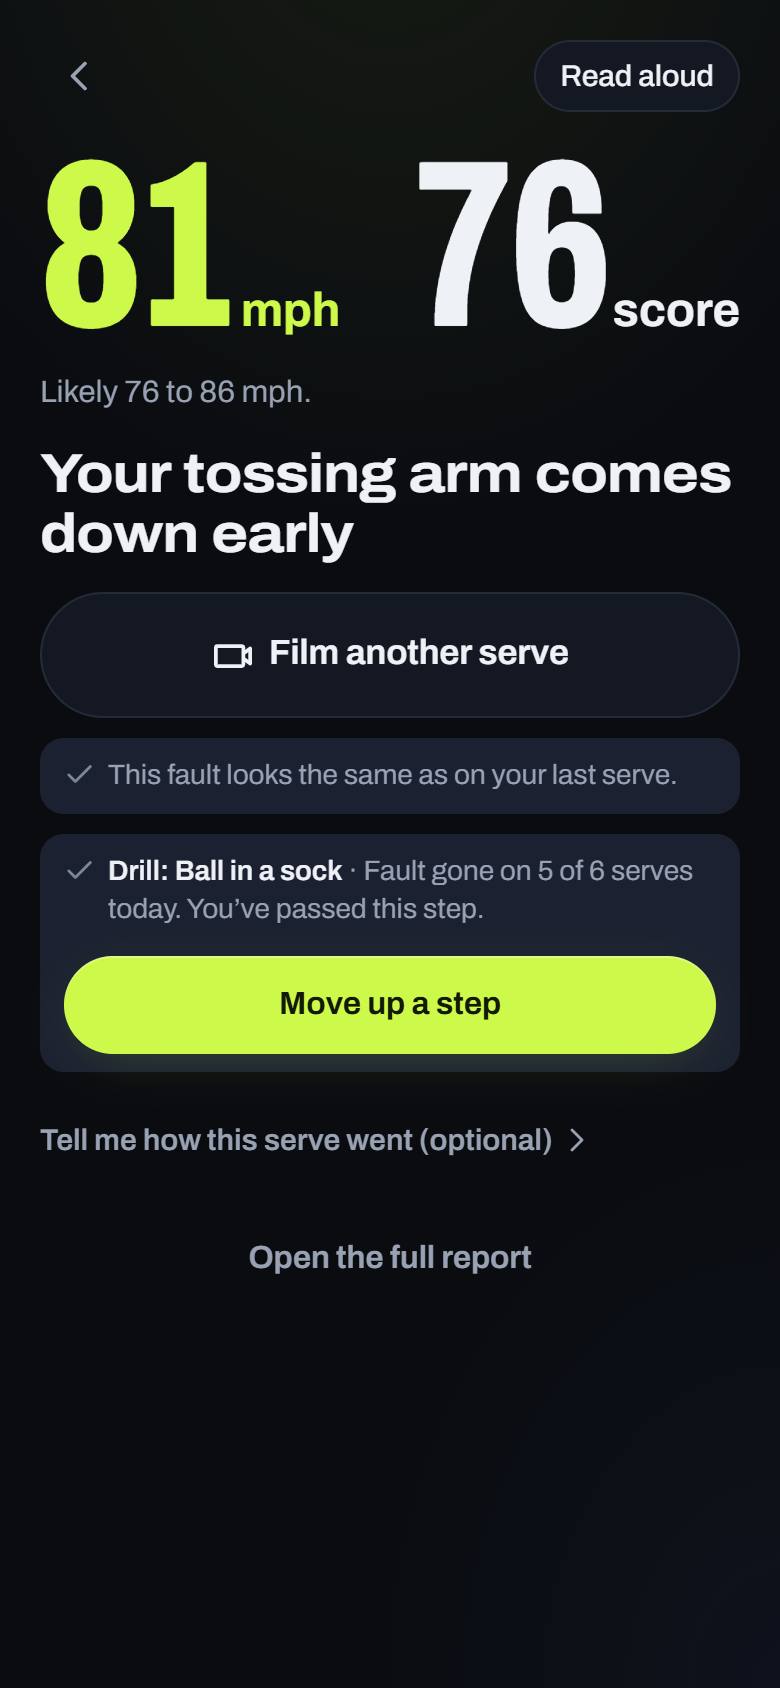 Read aloud
81 mph 76 score
Likely 76 to 86 mph.
Your tossing arm comes
down early
Film another serve
This fault looks the same as on your last serve.
Drill: Ball in a sock · Fault gone on 5 of 6 serves
today. You’ve passed this step.
Move up a step
Tell me how this serve went (optional)
Open the full report